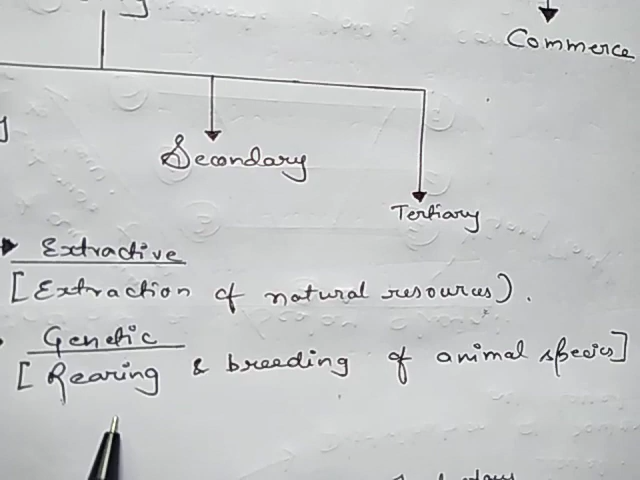 Commerce
Secondary
Tertiary
Extractive
[Extraction of natural resources).
Genetic
[Rearing & breeding of animal species]